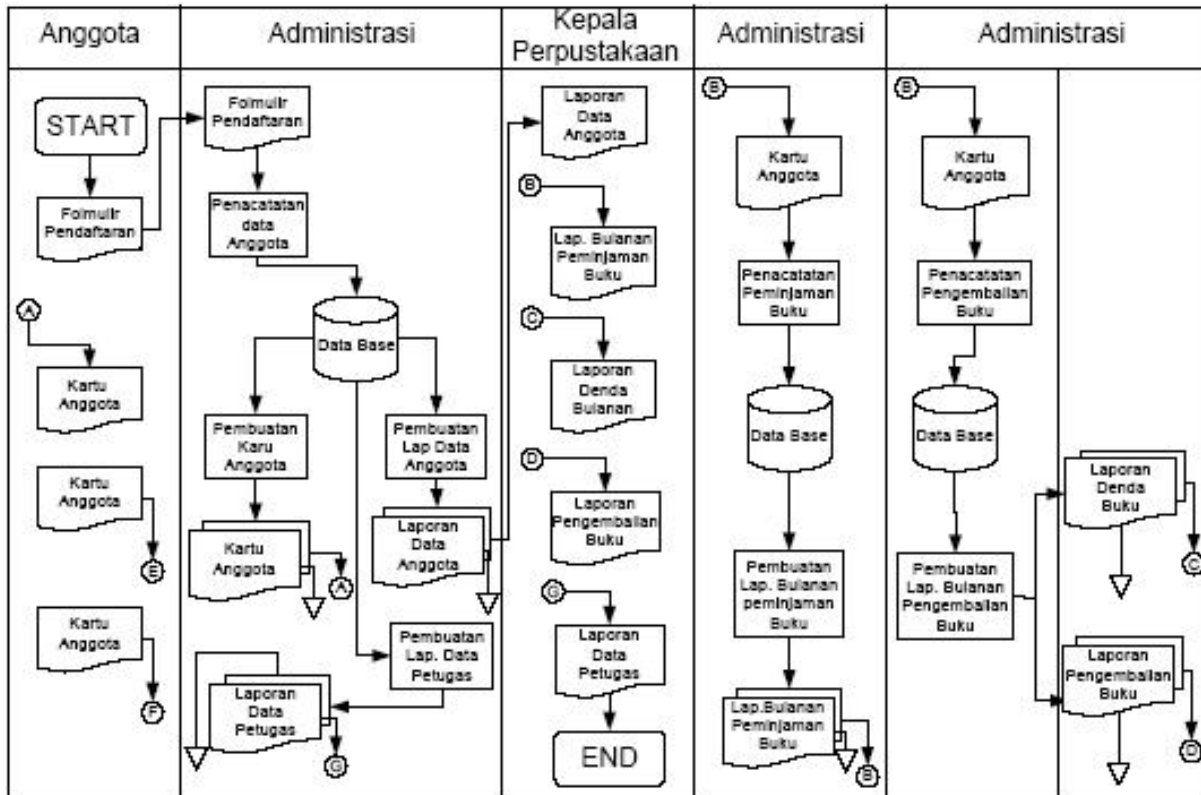 Anggota
Administrasi
Kepala
Perpustakaan
Administrasi
Administrasi
START
Folmulir
Pendaftaran
A
Kartu
Anggota
Kartu
Anggota
E
Kartu
Anggota
F
Folmulir
Pendaftaran
Penacatatan
data
Anggota
Data Base
Pembuatan
Karu
Anggota
Pembuatan
Lap Data
Anggota
Kartu
Anggota
A
Laporan
Data
Anggota
Pembuatan
Lap. Data
Petugas
Laporan
Data
Petugas
G
Laporan
Data
Anggota
B
Lap. Bulanan
Peminjaman
Buku
C
Laporan
Denda
Bulanan
D
Laporan
Pengembalian
Buku
G
Laporan
Data
Petugas
END
B
Kartu
Anggota
Penacatatan
Peminjaman
Buku
Data Base
Pembuatan
Lap. Bulanan
peminjaman
Buku
Lap.Bulanan
Peminjaman
Buku
B
B
Kartu
Anggota
Penacatatan
Pengembalian
Buku
Data Base
Pembuatan
Lap. Bulanan
Pengembalian
Buku
Laporan
Denda
Buku
C
Laporan
Pengembalian
Buku
D